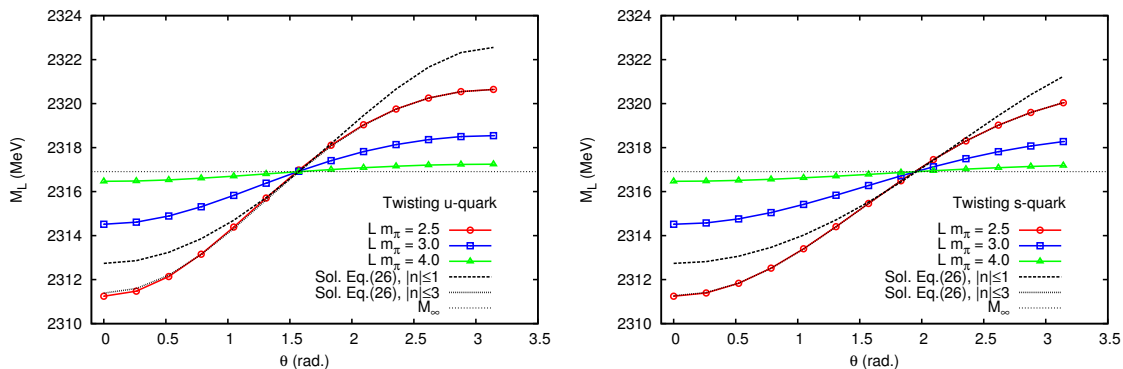 2324
2322
2320
2318
2316
2314
2312
2310
M_L (MeV)
0 0.5 1 1.5 2 2.5 3 3.5
θ (rad.)
Twisting u-quark
L m_π = 2.5
L m_π = 3.0
L m_π = 4.0
Sol. Eq.(26), |n|≤1
Sol. Eq.(26), |n|≤3
M_∞
2324
2322
2320
2318
2316
2314
2312
2310
M_L (MeV)
0 0.5 1 1.5 2 2.5 3 3.5
θ (rad.)
Twisting s-quark
L m_π = 2.5
L m_π = 3.0
L m_π = 4.0
Sol. Eq.(26), |n|≤1
Sol. Eq.(26), |n|≤3
M_∞